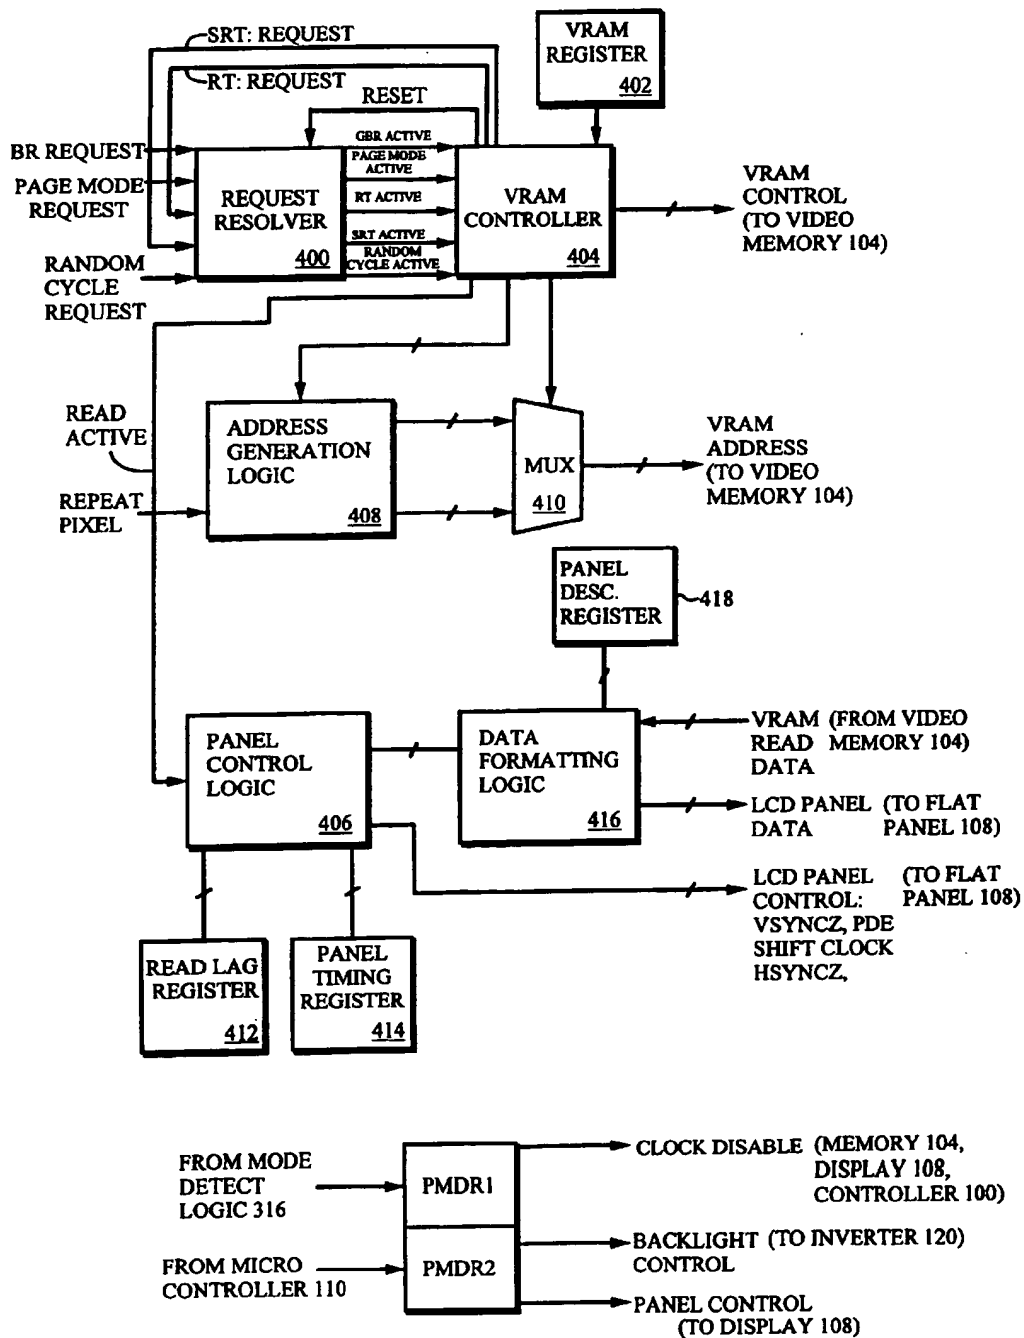 SRT: REQUEST
RT: REQUEST
RESET
VRAM
REGISTER
402
BR REQUEST
PAGE MODE
REQUEST
RANDOM
CYCLE
REQUEST
REQUEST
RESOLVER
400
GBR ACTIVE
PAGE MODE
ACTIVE
RT ACTIVE
SRT ACTIVE
RANDOM
CYCLE ACTIVE
VRAM
CONTROLLER
404
VRAM
CONTROL
(TO VIDEO
MEMORY 104)
READ
ACTIVE
REPEAT
PIXEL
ADDRESS
GENERATION
LOGIC
408
MUX
410
VRAM
ADDRESS
(TO VIDEO
MEMORY 104)
PANEL
DESC.
REGISTER
418
PANEL
CONTROL
LOGIC
406
DATA
FORMATTING
LOGIC
416
VRAM (FROM VIDEO
READ MEMORY 104)
DATA
LCD PANEL (TO FLAT
DATA PANEL 108)
LCD PANEL (TO FLAT
CONTROL: PANEL 108)
VSYNCZ, PDE
SHIFT CLOCK
HSYNCZ,
READ LAG
REGISTER
412
PANEL
TIMING
REGISTER
414
FROM MODE
DETECT
LOGIC 316
PMDR1
CLOCK DISABLE (MEMORY 104,
DISPLAY 108,
CONTROLLER 100)
FROM MICRO
CONTROLLER 110
PMDR2
BACKLIGHT (TO INVERTER 120)
CONTROL
PANEL CONTROL
(TO DISPLAY 108)